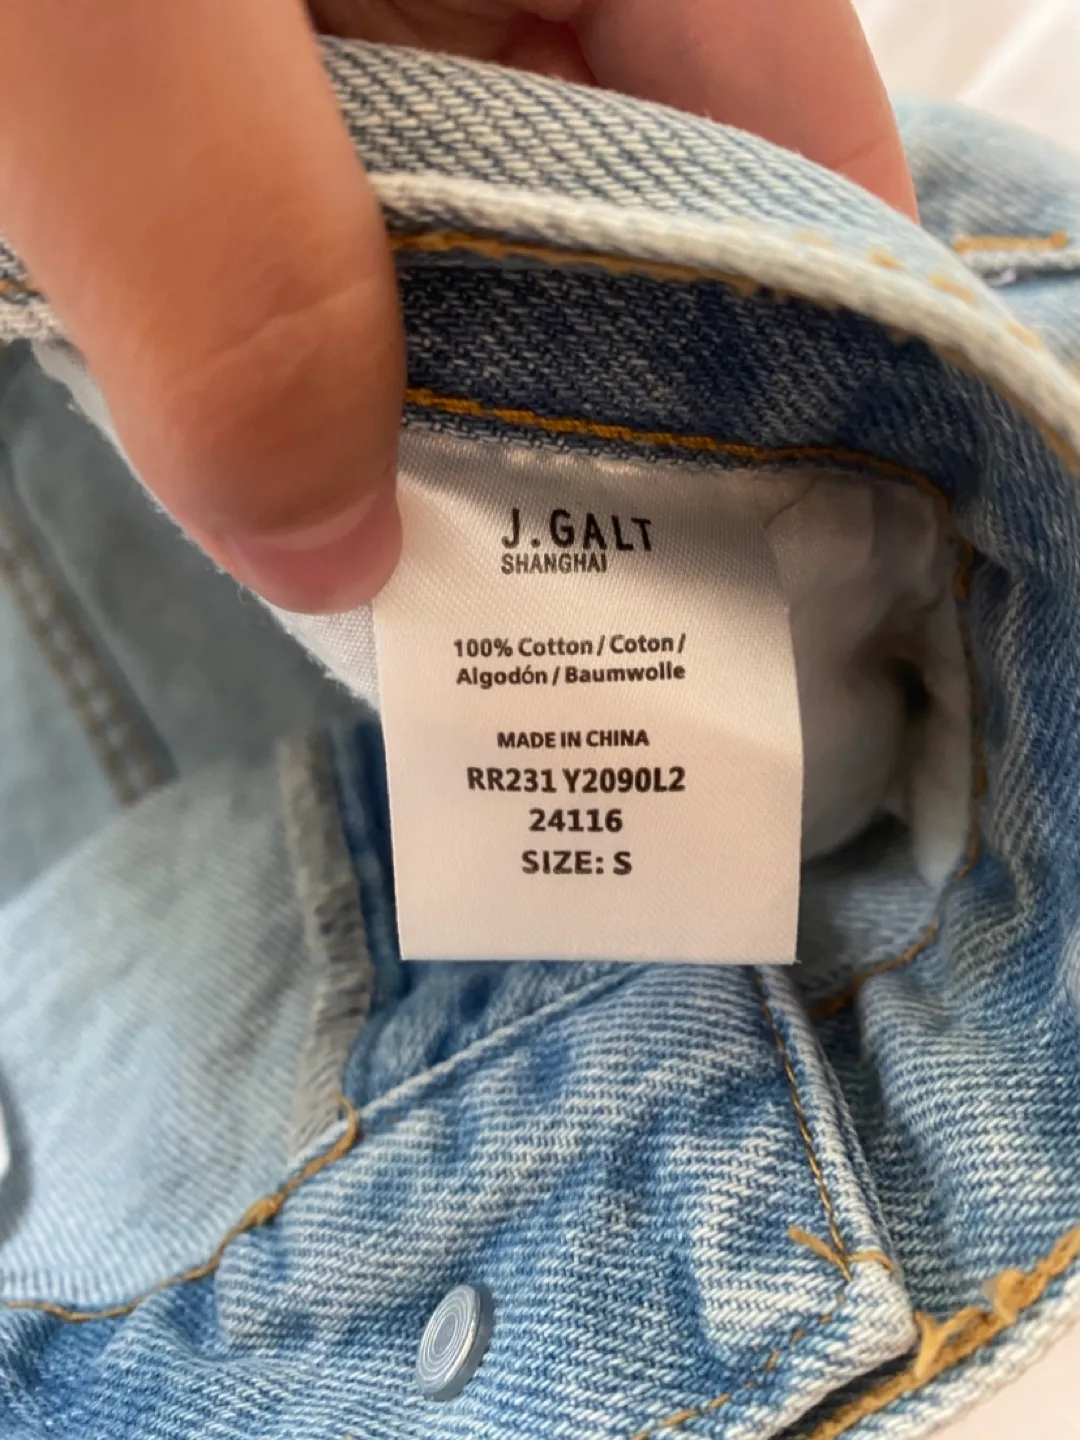 J.GALT
SHANGHAI
100% Cotton / Coton /
Algodón / Baumwolle
MADE IN CHINA
RR231 Y2090L2
24116
SIZE: S